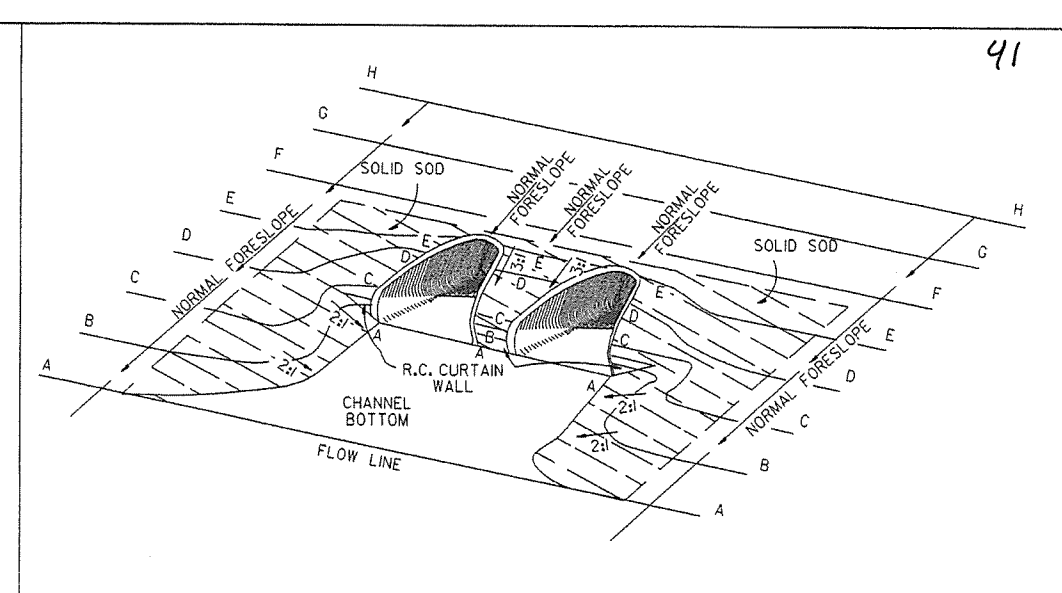 41
H
G
F
E
D
C
B
A
SOLID SOD
NORMAL
FORESLOPE
NORMAL
FORESLOPE
NORMAL
FORESLOPE
SOLID SOD
H
G
F
E
D
C
B
A
NORMAL FORESLOPE
NORMAL FORESLOPE
E
D
C
A
3:1
E
D
3:1
C
B
A
E
D
C
A
2:1
2:1
2:1
2:1
R.C. CURTAIN
WALL
CHANNEL
BOTTOM
FLOW LINE